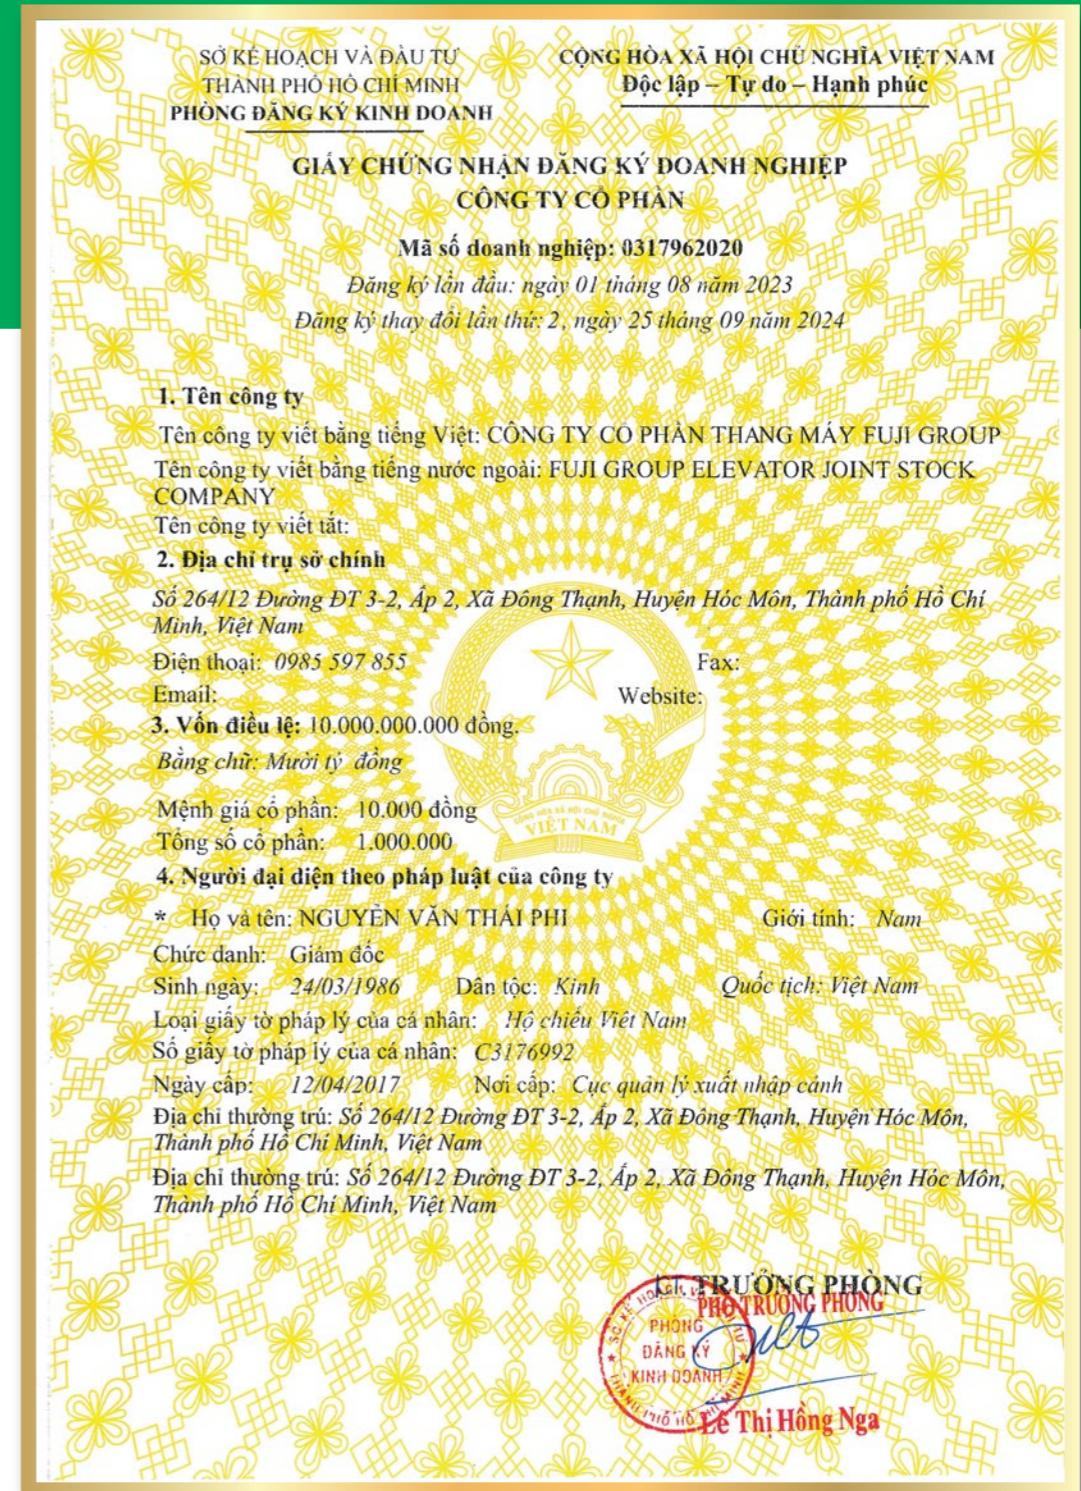 SỞ KẾ HOẠCH VÀ ĐẦU TƯ
THÀNH PHỐ HỒ CHÍ MINH
PHÒNG ĐĂNG KÝ KINH DOANH
CỘNG HÒA XÃ HỘI CHỦ NGHĨA VIỆT NAM
Độc lập – Tự do – Hạnh phúc
GIẤY CHỨNG NHẬN ĐĂNG KÝ DOANH NGHIỆP
CÔNG TY CỔ PHẦN
Mã số doanh nghiệp: 0317962020
Đăng ký lần đầu: ngày 01 tháng 08 năm 2023
Đăng ký thay đổi lần thứ: 2, ngày 25 tháng 09 năm 2024
1. Tên công ty
Tên công ty viết bằng tiếng Việt: CÔNG TY CỔ PHẦN THANG MÁY FUJI GROUP
Tên công ty viết bằng tiếng nước ngoài: FUJI GROUP ELEVATOR JOINT STOCK
COMPANY
Tên công ty viết tắt:
2. Địa chỉ trụ sở chính
Số 264/12 Đường ĐT 3-2, Ấp 2, Xã Đông Thạnh, Huyện Hóc Môn, Thành phố Hồ Chí
Minh, Việt Nam
Điện thoại: 0985 597 855 Fax:
Email: Website:
3. Vốn điều lệ: 10.000.000.000 đồng.
Bằng chữ: Mười tỷ đồng
Mệnh giá cổ phần: 10.000 đồng
Tổng số cổ phần: 1.000.000
4. Người đại diện theo pháp luật của công ty
* Họ và tên: NGUYỄN VĂN THÁI PHI Giới tính: Nam
Chức danh: Giám đốc
Sinh ngày: 24/03/1986 Dân tộc: Kinh Quốc tịch: Việt Nam
Loại giấy tờ pháp lý của cá nhân: Hộ chiếu Việt Nam
Số giấy tờ pháp lý của cá nhân: C3176992
Ngày cấp: 12/04/2017 Nơi cấp: Cục quản lý xuất nhập cảnh
Địa chỉ thường trú: Số 264/12 Đường ĐT 3-2, Ấp 2, Xã Đông Thạnh, Huyện Hóc Môn,
Thành phố Hồ Chí Minh, Việt Nam
Địa chỉ thường trú: Số 264/12 Đường ĐT 3-2, Ấp 2, Xã Đông Thạnh, Huyện Hóc Môn,
Thành phố Hồ Chí Minh, Việt Nam
KT. TRƯỞNG PHÒNG
PHÓ TRƯỞNG PHÒNG
PHÒNG
ĐĂNG KÝ
KINH DOANH
Lê Thị Hồng Nga
VIỆT NAM